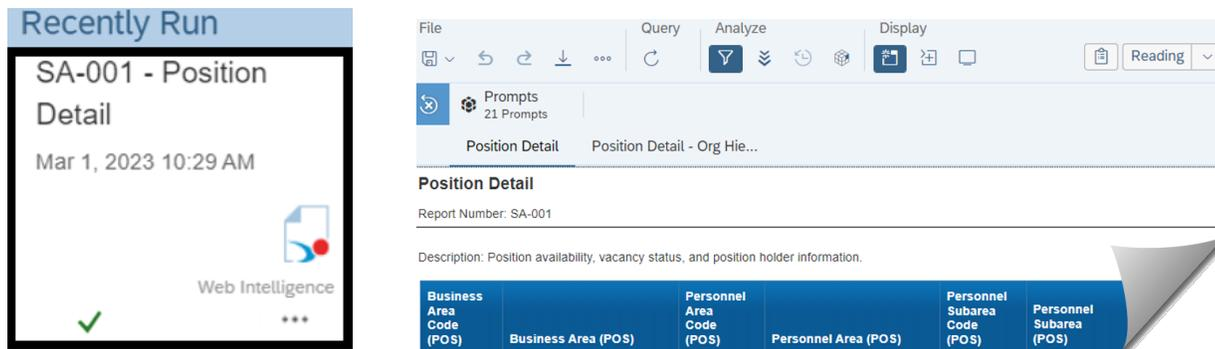 Recently Run
SA-001 - Position
Detail
Mar 1, 2023 10:29 AM
Web Intelligence
File Query Analyze Display
Reading
Prompts
21 Prompts
Position Detail Position Detail - Org Hie...
Position Detail
Report Number: SA-001
Description: Position availability, vacancy status, and position holder information.
Business
Area
Code
(POS)
Business Area (POS)
Personnel
Area
Code
(POS)
Personnel Area (POS)
Personnel
Subarea
Code
(POS)
Personnel
Subarea
(POS)